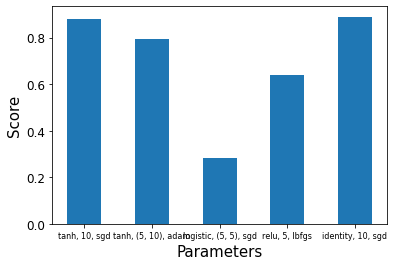 0.8
0.6
0.4
0.2
0.0
Score
tanh, 10, sgd
tanh, (5, 10), adam
logistic, (5, 5), sgd
relu, 5, lbfgs
identity, 10, sgd
Parameters